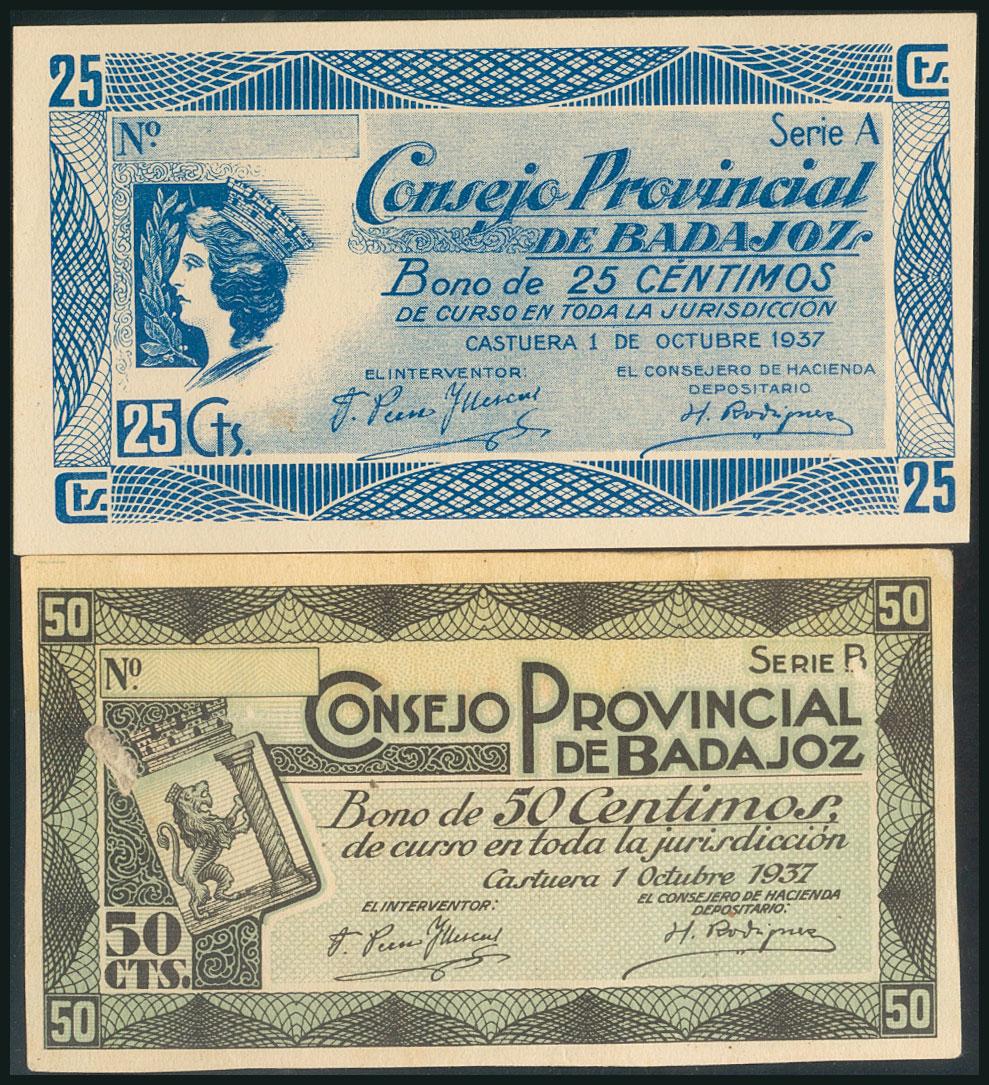 25 Cts.
Nº
Serie A
Consejo Provincial
DE BADAJOZ
Bono de 25 CÉNTIMOS
DE CURSO EN TODA LA JURISDICCIÓN
CASTUERA 1 DE OCTUBRE 1937
EL INTERVENTOR:
EL CONSEJERO DE HACIENDA
DEPOSITARIO
H. Rodriguez
25 Cts.
Cts. 25
50 50
Nº
SERIE B
CONSEJO PROVINCIAL
DE BADAJOZ
Bono de 50 Centimos,
de curso en toda la jurisdicción
Castuera 1 Octubre 1937
EL INTERVENTOR:
EL CONSEJERO DE HACIENDA
DEPOSITARIO:
H. Rodriguez
50
CTS.
50 50